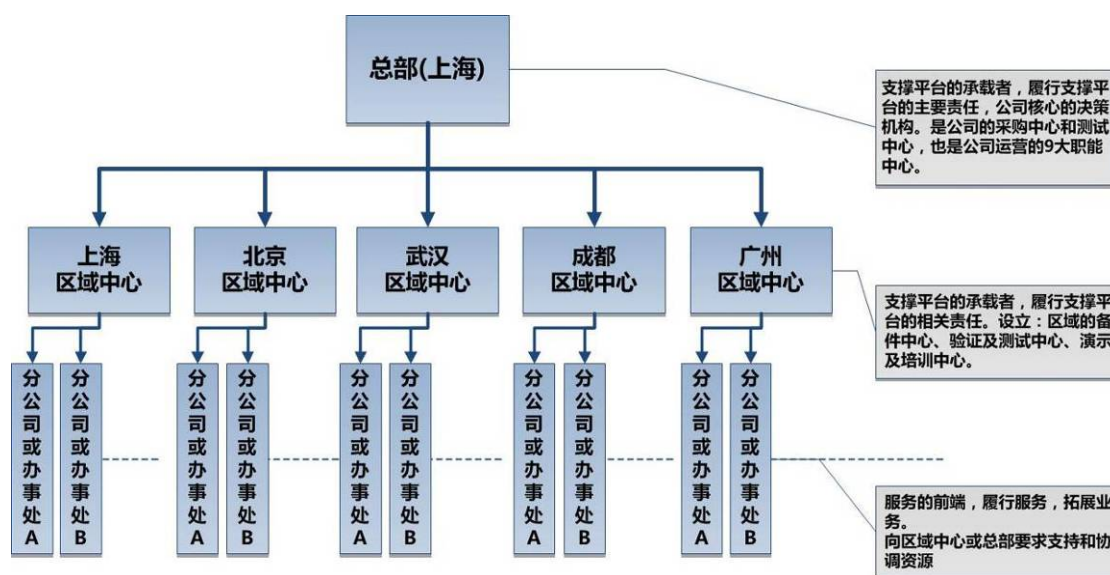 总部(上海)
支撑平台的承载者，履行支撑平
台的主要责任，公司核心的决策
机构。是公司的采购中心和测试
中心，也是公司运营的9大职能
中心。
上海
区域中心
北京
区域中心
武汉
区域中心
成都
区域中心
广州
区域中心
支撑平台的承载者，履行支撑平
台的相关责任。设立：区域的备
件中心、验证及测试中心、演示
及培训中心。
分公司或办事处A
分公司或办事处B
分公司或办事处A
分公司或办事处B
分公司或办事处A
分公司或办事处B
分公司或办事处A
分公司或办事处B
分公司或办事处A
分公司或办事处B
服务的前端，履行服务，拓展业
务。
向区域中心或总部要求支持和协
调资源